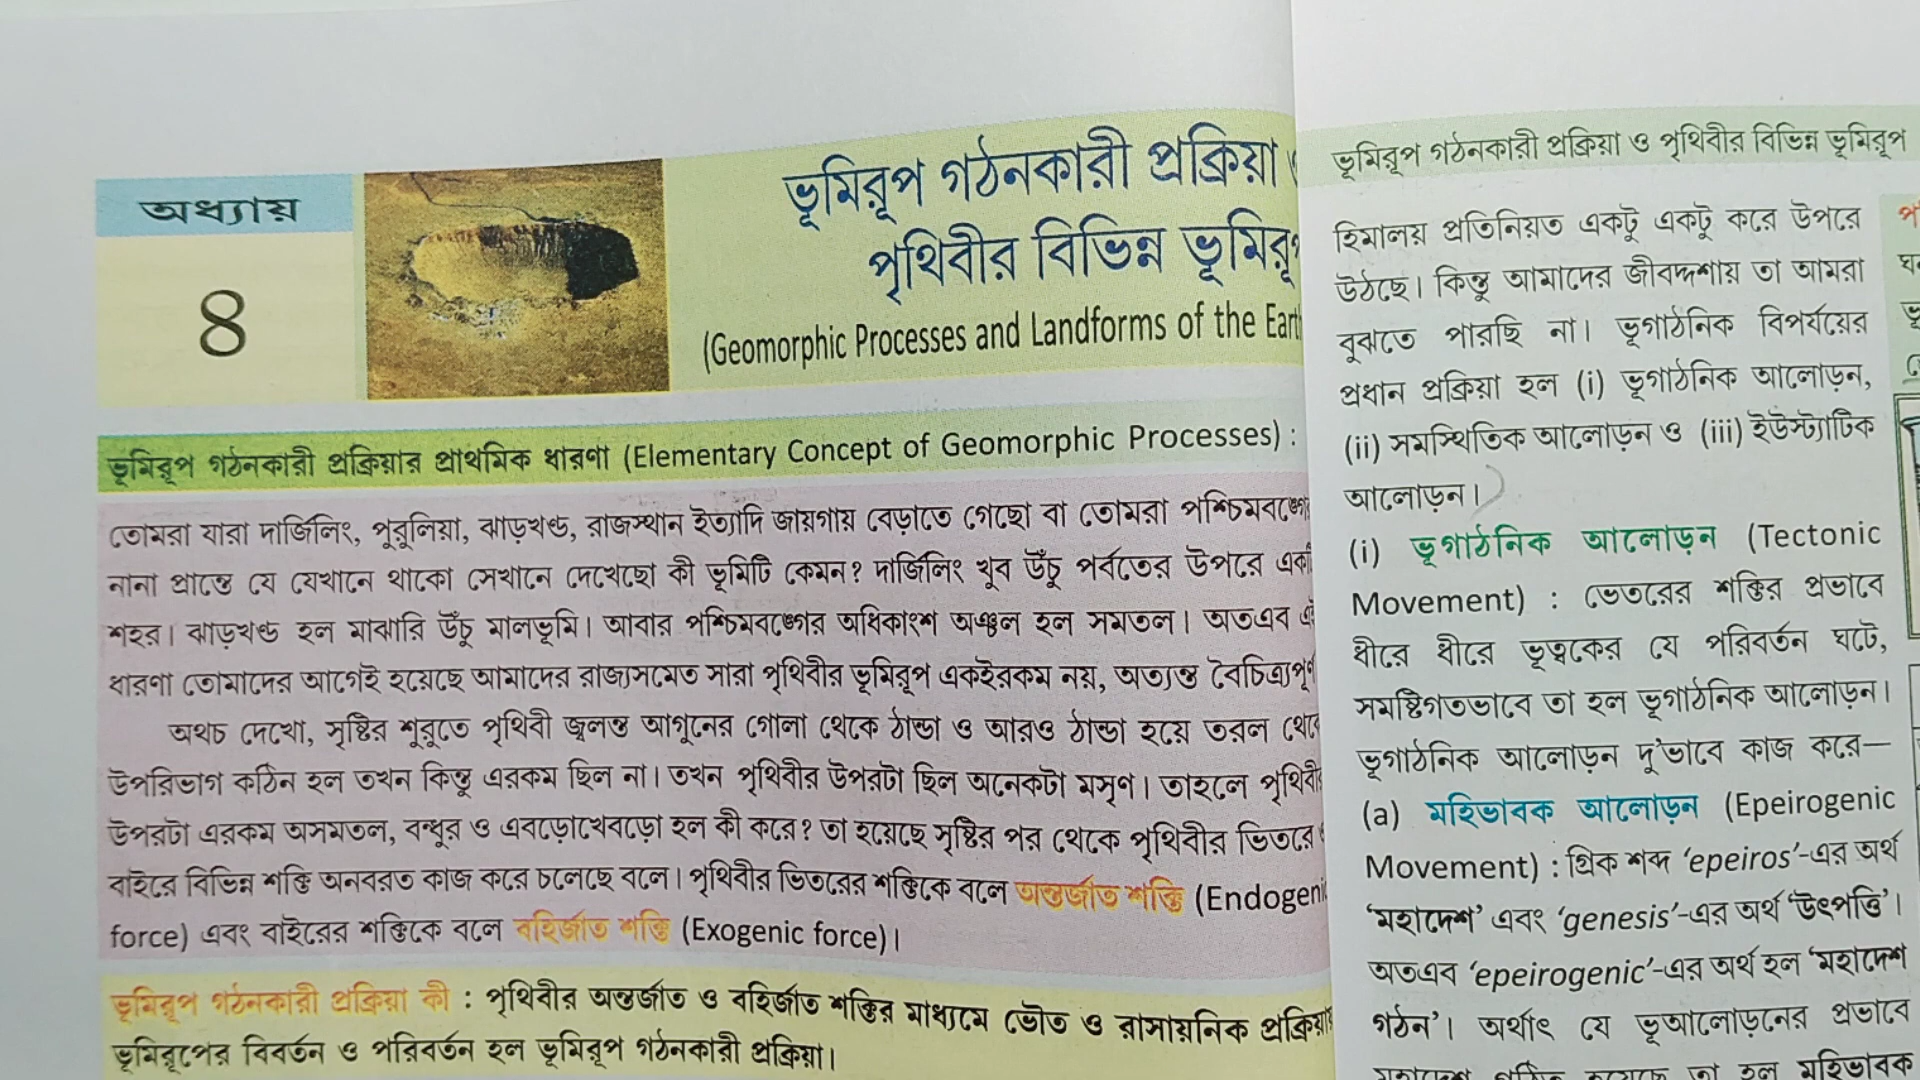 অধ্যায়
8
ভূমিরূপ গঠনকারী প্রক্রিয়া
পৃথিবীর বিভিন্ন
(Geomorphic Processes and Landforms of the
ভূমিরূপ গঠনকারী প্রক্রিয়ার প্রাথমিক ধারণা (Elementary Concept of Geomorphic Processes) :
তোমরা যারা দার্জিলিং, পুরুলিয়া, ঝাড়খণ্ড, রাজস্থান ইত্যাদি জায়গায় বেড়াতে গেছো বা তোমরা
নানা প্রান্তে যে যেখানে থাকো সেখানে দেখেছো কী ভূমিটি কেমন? দার্জিলিং খুব উঁচু পর্বতের উপরে
শহর। ঝাড়খণ্ড হল মাঝারি উঁচু মালভূমি। আবার পশ্চিমবঙ্গের অধিকাংশ অঞ্চল হল সমতল। অতএব
ধারণা তোমাদের আগেই হয়েছে আমাদের রাজ্যসমেত সারা পৃথিবীর ভূমিরূপ একইরকম নয়, অত্যন্ত
অথচ দেখো, সৃষ্টির শুরুতে পৃথিবী জ্বলন্ত আগুনের গোলা থেকে ঠান্ডা ও আরও ঠান্ডা হয়ে তরল
উপরিভাগ কঠিন হল তখন কিন্তু এরকম ছিল না। তখন পৃথিবীর উপরটা ছিল অনেকটা মসৃণ। তাহলে
উপরটা এরকম অসমতল, বন্ধুর ও এবড়োখেবড়ো হল কী করে? তা হয়েছে সৃষ্টির পর থেকে পৃথিবীর ভিতরে
বাইরে বিভিন্ন শক্তি অনবরত কাজ করে চলেছে বলে। পৃথিবীর ভিতরের শক্তিকে বলে অন্তর্জাত শক্তি
force) এবং বাইরের শক্তিকে বলে বহির্জাত শক্তি (Exogenic force)।
ভূমিরূপ গঠনকারী প্রক্রিয়া কী : পৃথিবীর অন্তর্জাত ও বহির্জাত শক্তির মাধ্যমে ভৌত ও রাসায়নিক
ভূমিরূপের বিবর্তন ও পরিবর্তন হল ভূমিরূপ গঠনকারী প্রক্রিয়া।
ভূমিরূপ গঠনকারী প্রক্রিয়া ও পৃথিবীর বিভিন্ন ভূমিরূপ
হিমালয় প্রতিনিয়ত একটু একটু করে উপরে
উঠছে। কিন্তু আমাদের জীবদ্দশায় তা আমরা
বুঝতে পারছি না। ভূগাঠনিক বিপর্যয়ের
প্রধান প্রক্রিয়া হল (i) ভূগাঠনিক আলোড়ন,
(ii) সমস্থিতিক আলোড়ন ও (iii) ইউস্ট্যাটিক
আলোড়ন।
(i) ভূগাঠনিক আলোড়ন (Tectonic
Movement) : ভেতরের শক্তির প্রভাবে
ধীরে ধীরে ভূত্বকের যে পরিবর্তন ঘটে,
সমষ্টিগতভাবে তা হল ভূগাঠনিক আলোড়ন।
ভূগাঠনিক আলোড়ন দু'ভাবে কাজ করে—
(a) মহিভাবক আলোড়ন (Epeirogenic
Movement) : গ্রিক শব্দ 'epeiros'-এর অর্থ
'মহাদেশ' এবং 'genesis'-এর অর্থ 'উৎপত্তি'।
অতএব 'epeirogenic'-এর অর্থ হল 'মহাদেশ
গঠন'। অর্থাৎ যে ভূআলোড়নের প্রভাবে
তা হল মহিভাবক